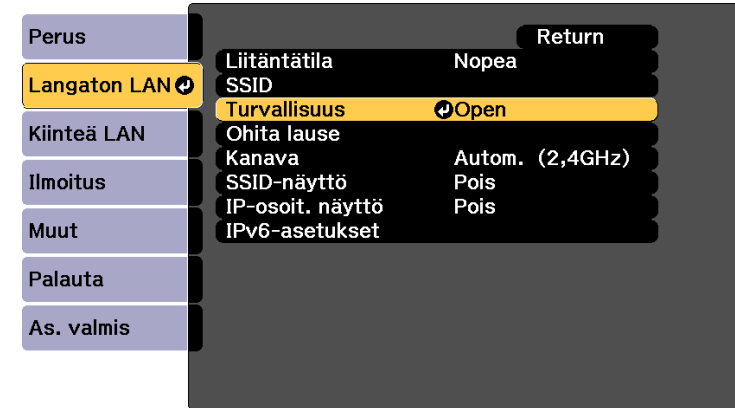 Perus
Langaton LAN
Kiinteä LAN
Ilmoitus
Muut
Palauta
As. valmis
Return
Liitäntätila Nopea
SSID
Turvallisuus Open
Ohita lause
Kanava Autom. (2,4GHz)
SSID-näyttö Pois
IP-osoit. näyttö Pois
IPv6-asetukset